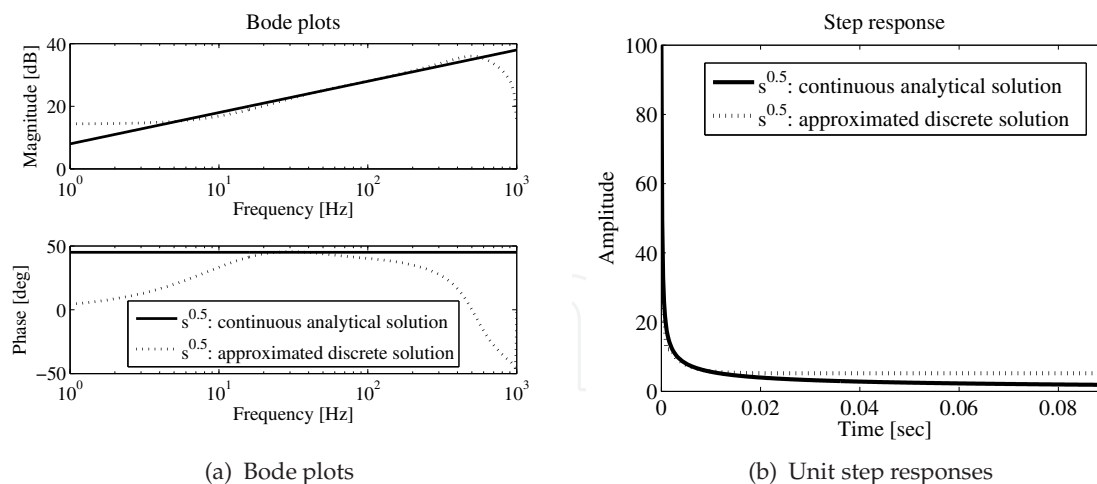 Bode plots
Magnitude [dB]
40
20
0
10^0
10^1
10^2
10^3
Frequency [Hz]
Phase [deg]
50
0
−50
s^0.5: continuous analytical solution
s^0.5: approximated discrete solution
10^0
10^1
10^2
10^3
Frequency [Hz]
(a) Bode plots
Step response
Amplitude
100
80
60
40
20
0
s^0.5: continuous analytical solution
s^0.5: approximated discrete solution
0
0.02
0.04
0.06
0.08
Time [sec]
(b) Unit step responses